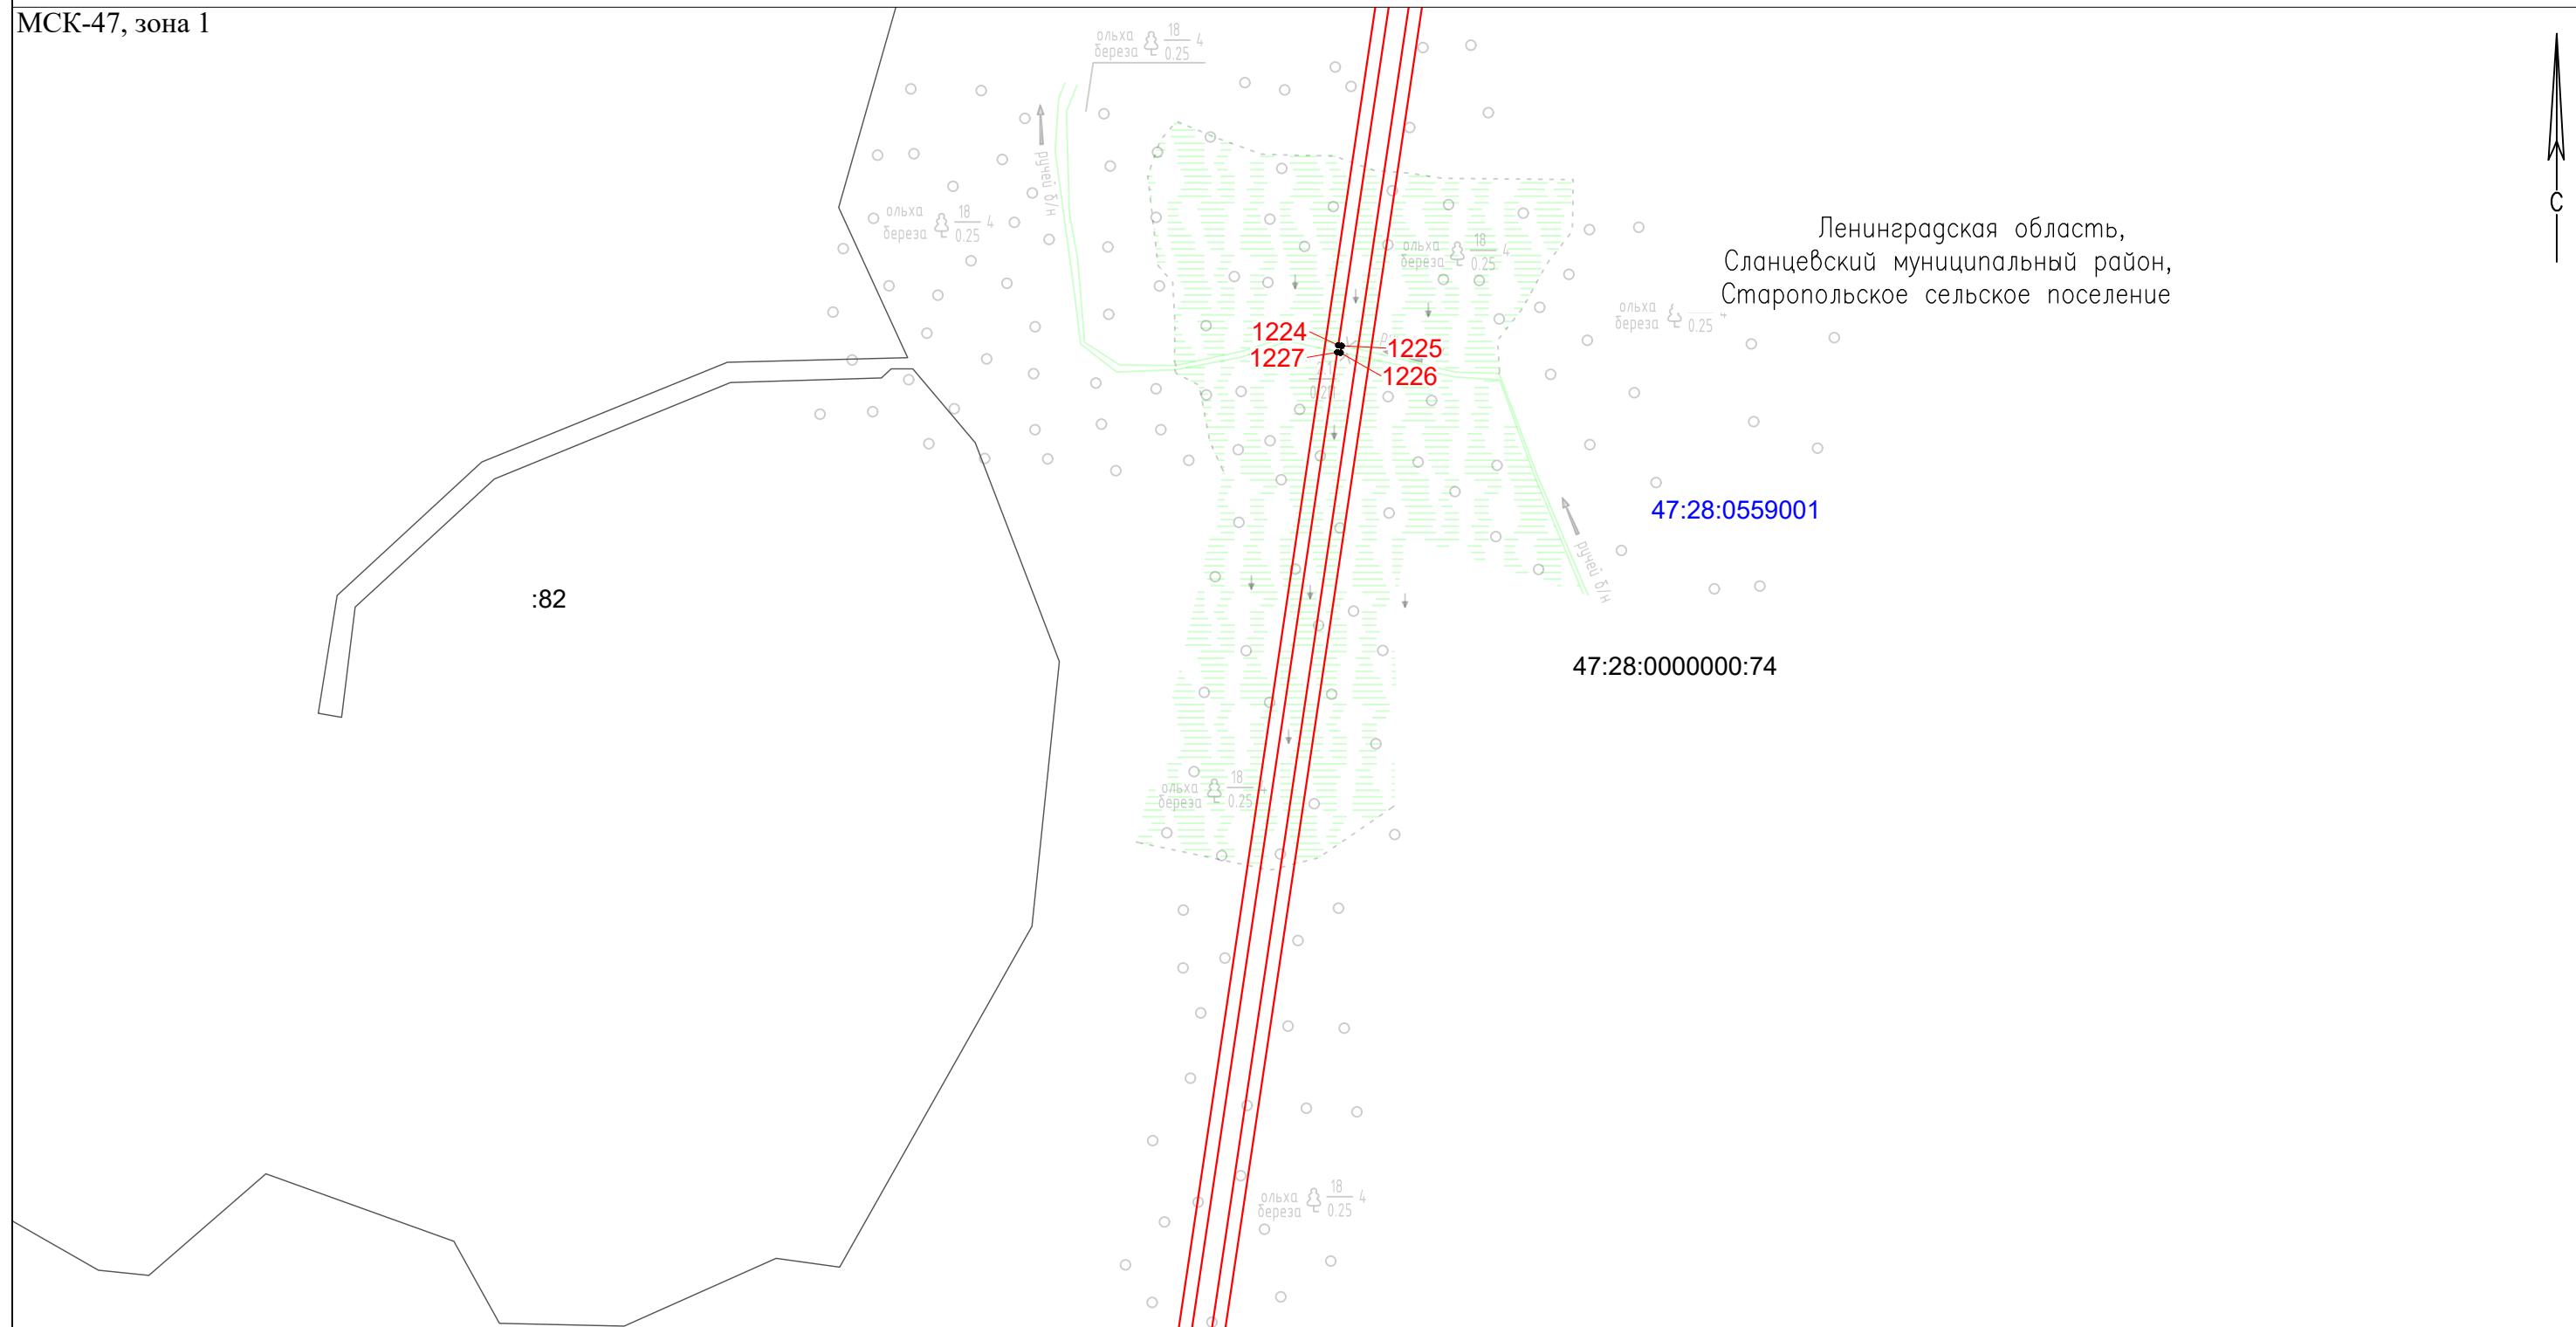 МСК-47, зона 1
ольха 18 4
береза 0.25
С
ручей б/н
ольха 18 4
береза 0.25
Ленинградская область,
Сланцевский муниципальный район,
Старопольское сельское поселение
ольха 18 4
береза 0.25
ольха 4
береза 0.25
1224
1225
1227
1226
47:28:0559001
ручей б/н
:82
47:28:0000000:74
ольха 18 4
береза 0.25
ольха 18 4
береза 0.25